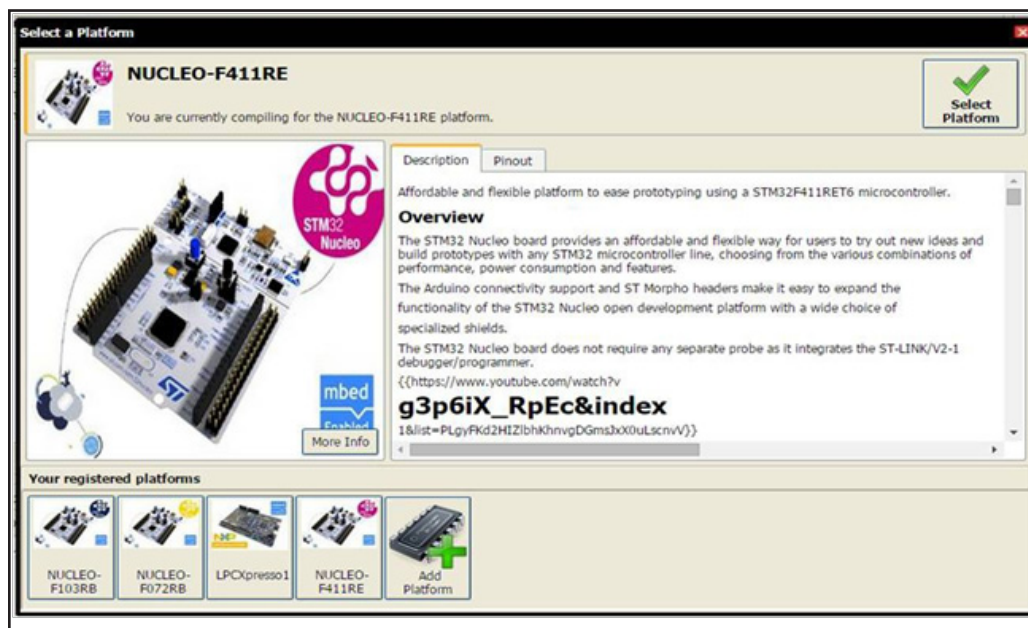 Select a Platform
NUCLEO-F411RE
You are currently compiling for the NUCLEO-F411RE platform.
Select
Platform
STM32
Nucleo
mbed
Enabled
More Info
Description
Pinout
Affordable and flexible platform to ease prototyping using a STM32F411RET6 microcontroller.
Overview
The STM32 Nucleo board provides an affordable and flexible way for users to try out new ideas and
build prototypes with any STM32 microcontroller line, choosing from the various combinations of
performance, power consumption and features.
The Arduino connectivity support and ST Morpho headers make it easy to expand the
functionality of the STM32 Nucleo open development platform with a wide choice of
specialized shields.
The STM32 Nucleo board does not require any separate probe as it integrates the ST-LINK/V2-1
debugger/programmer.
{{https://www.youtube.com/watch?v
g3p6iX_RpEc&index
1&list=PLgyFKd2HIZlbhKhnvgDGmsJxX0uLscnvV}}
Your registered platforms
NUCLEO-
F103RB
NUCLEO-
F072RB
LPCXpresso1
NUCLEO-
F411RE
Add
Platform